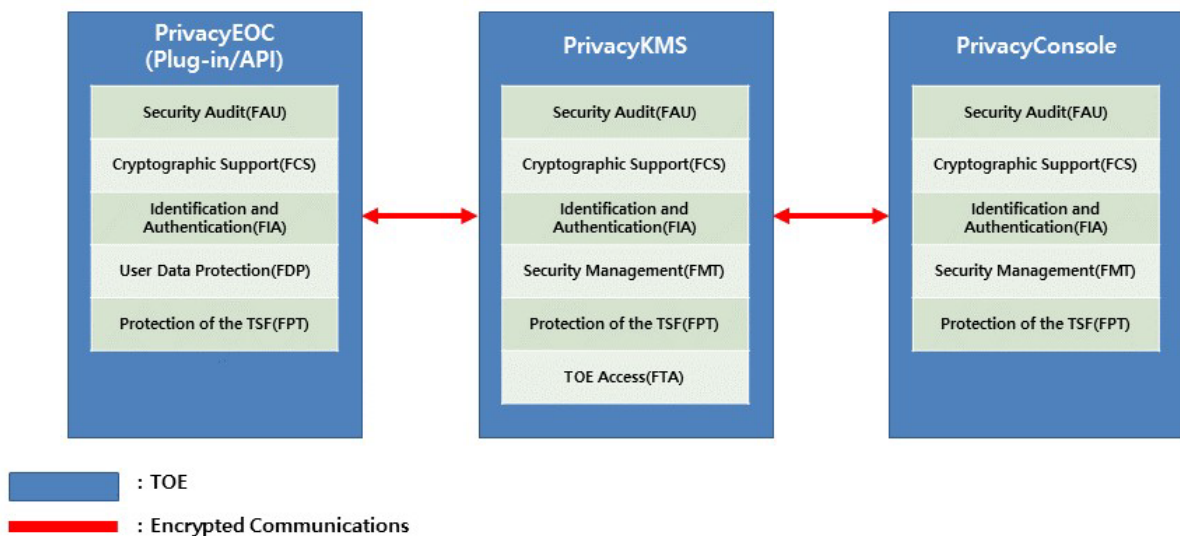 PrivacyEOC
(Plug-in/API)
Security Audit(FAU)
Cryptographic Support(FCS)
Identification and
Authentication(FIA)
User Data Protection(FDP)
Protection of the TSF(FPT)
PrivacyKMS
Security Audit(FAU)
Cryptographic Support(FCS)
Identification and
Authentication(FIA)
Security Management(FMT)
Protection of the TSF(FPT)
TOE Access(FTA)
PrivacyConsole
Security Audit(FAU)
Cryptographic Support(FCS)
Identification and
Authentication(FIA)
Security Management(FMT)
Protection of the TSF(FPT)
: TOE
: Encrypted Communications